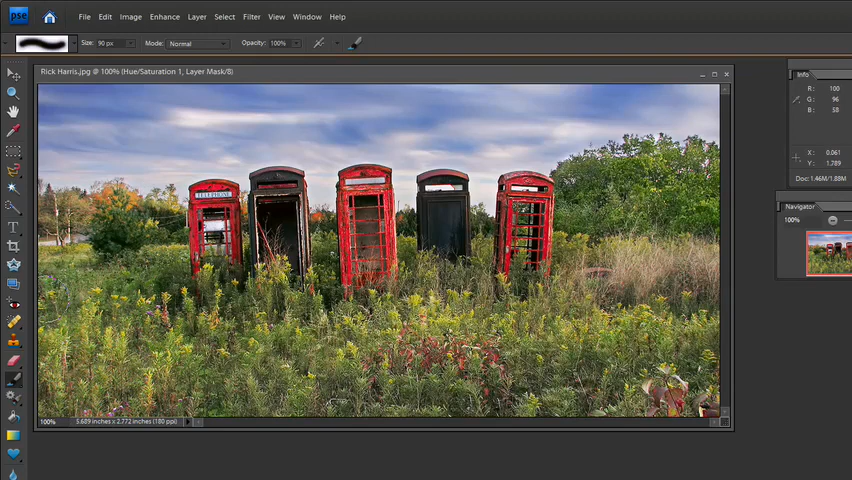 pse File Edit Image Enhance Layer Select Filter View Window Help
Size: 90 px Mode: Normal Opacity: 100%
Rick Harris.jpg @ 100% (Hue/Saturation 1, Layer Mask/8)
TELEPHONE
100% 5.689 inches x 2.772 inches (180 ppi)
Info
R: 100
G: 96
B: 58
X: 0.061
Y: 1.789
Doc: 1.46M/1.88M
Navigator
100%
T